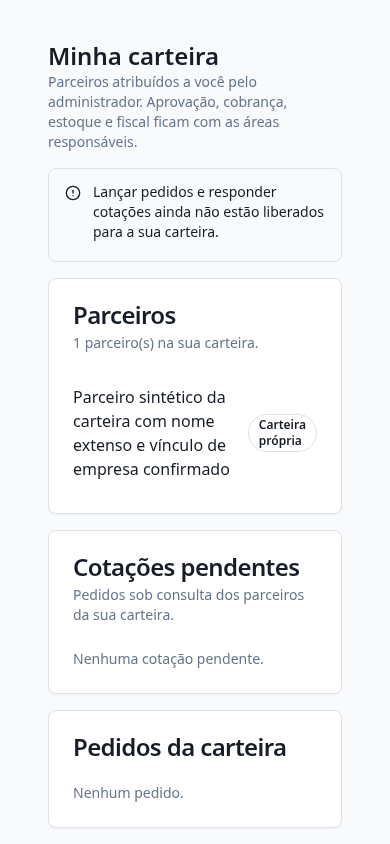 Minha carteira
Parceiros atribuídos a você pelo
administrador. Aprovação, cobrança,
estoque e fiscal ficam com as áreas
responsáveis.
Lançar pedidos e responder
cotações ainda não estão liberados
para a sua carteira.
Parceiros
1 parceiro(s) na sua carteira.
Parceiro sintético da
carteira com nome
extenso e vínculo de
empresa confirmado
Carteira
própria
Cotações pendentes
Pedidos sob consulta dos parceiros
da sua carteira.
Nenhuma cotação pendente.
Pedidos da carteira
Nenhum pedido.